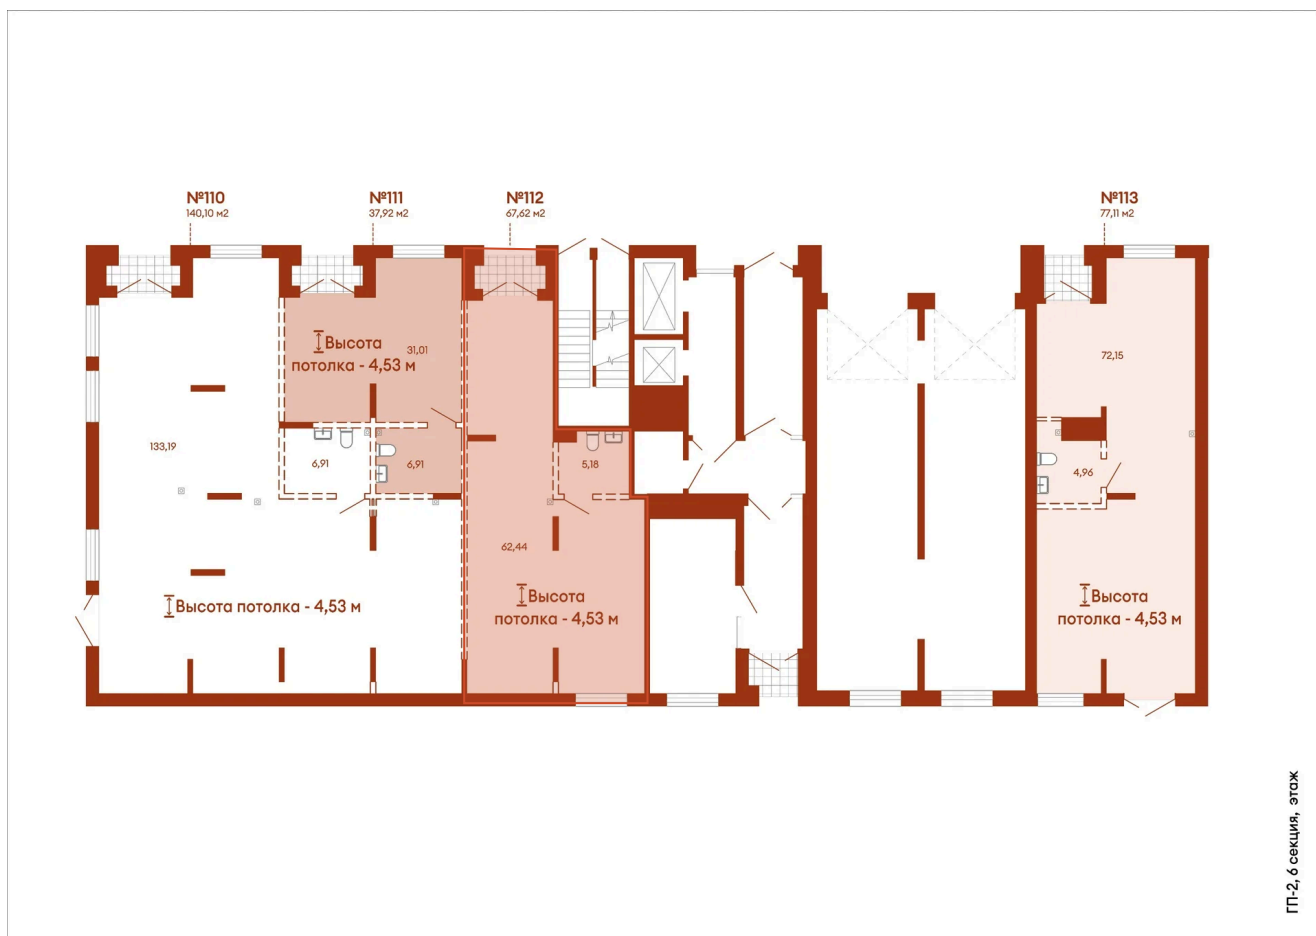 №110
140,10 м2
№111
37,92 м2
№112
67,62 м2
№113
77,11 м2
Высота
потолка - 4,53 м
31,01
72,15
133,19
6,91
6,91
5,18
4,96
62,44
Высота потолка - 4,53 м
Высота
потолка - 4,53 м
Высота
потолка - 4,53 м
ГП-2, 6 секция, этаж